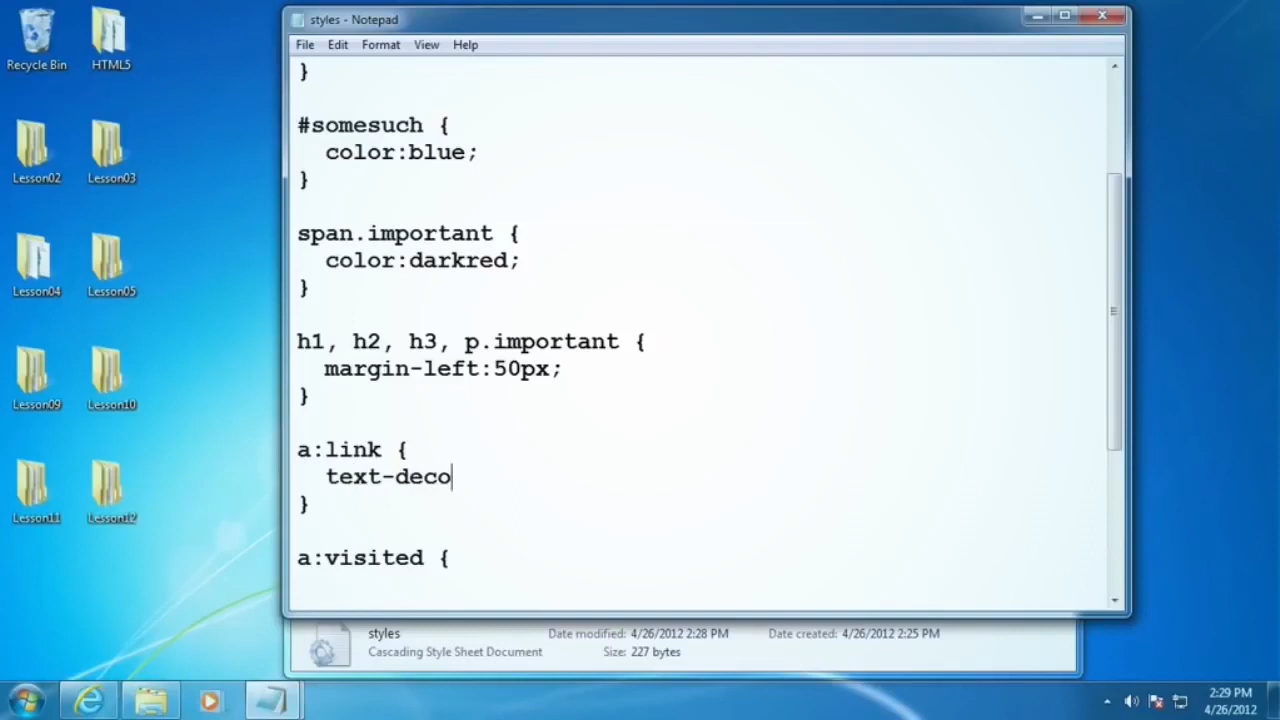 styles - Notepad
File Edit Format View Help
}
#somesuch {
color:blue;
}
span.important {
color:darkred;
}
h1, h2, h3, p.important {
margin-left:50px;
}
a:link {
text-deco
}
a:visited {
Recycle Bin
HTML5
Lesson02
Lesson03
Lesson04
Lesson05
Lesson09
Lesson10
Lesson11
Lesson12
styles Date modified: 4/26/2012 2:28 PM Date created: 4/26/2012 2:25 PM
Cascading Style Sheet Document Size: 227 bytes
2:29 PM
4/26/2012